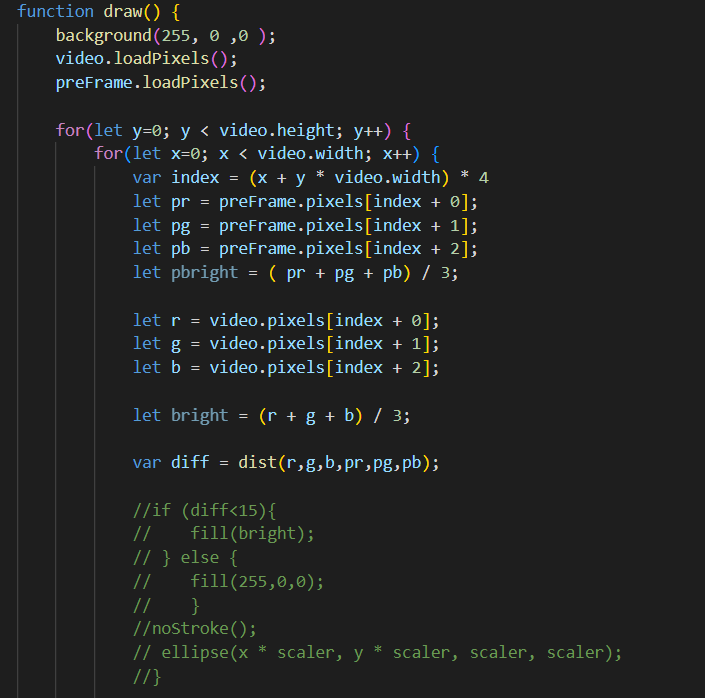 function draw() {
    background(255, 0 ,0 );
    video.loadPixels();
    preFrame.loadPixels();

    for(let y=0; y < video.height; y++) {
        for(let x=0; x < video.width; x++) {
            var index = (x + y * video.width) * 4
            let pr = preFrame.pixels[index + 0];
            let pg = preFrame.pixels[index + 1];
            let pb = preFrame.pixels[index + 2];
            let pbright = ( pr + pg + pb) / 3;

            let r = video.pixels[index + 0];
            let g = video.pixels[index + 1];
            let b = video.pixels[index + 2];

            let bright = (r + g + b) / 3;

            var diff = dist(r,g,b,pr,pg,pb);

            //if (diff<15){
            //    fill(bright);
            // } else {
            //    fill(255,0,0);
            //    }
            //noStroke();
            // ellipse(x * scaler, y * scaler, scaler, scaler);
            //}